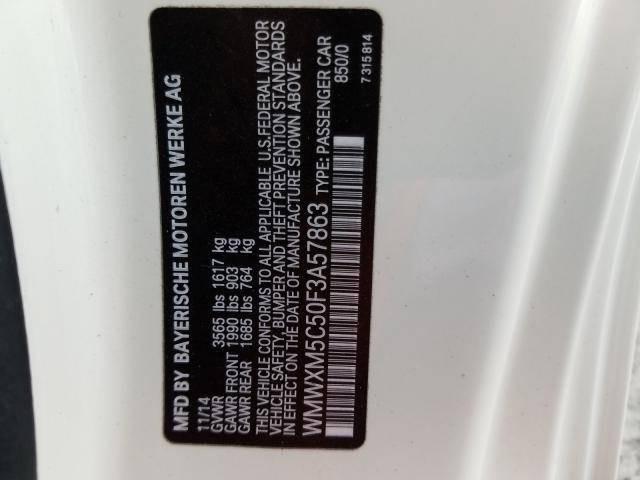 MFD BY BAYERISCHE MOTOREN WERKE AG
11/14
GVWR 3565 lbs 1617 kg
GAWR FRONT 1990 lbs 903 kg
GAWR REAR 1685 lbs 764 kg
THIS VEHICLE CONFORMS TO ALL APPLICABLE U.S.FEDERAL MOTOR
VEHICLE SAFETY, BUMPER AND THEFT PREVENTION STANDARDS
IN EFFECT ON THE DATE OF MANUFACTURE SHOWN ABOVE.
WMWXM5C50F3A57863 TYPE: PASSENGER CAR
850/0
7 315 814